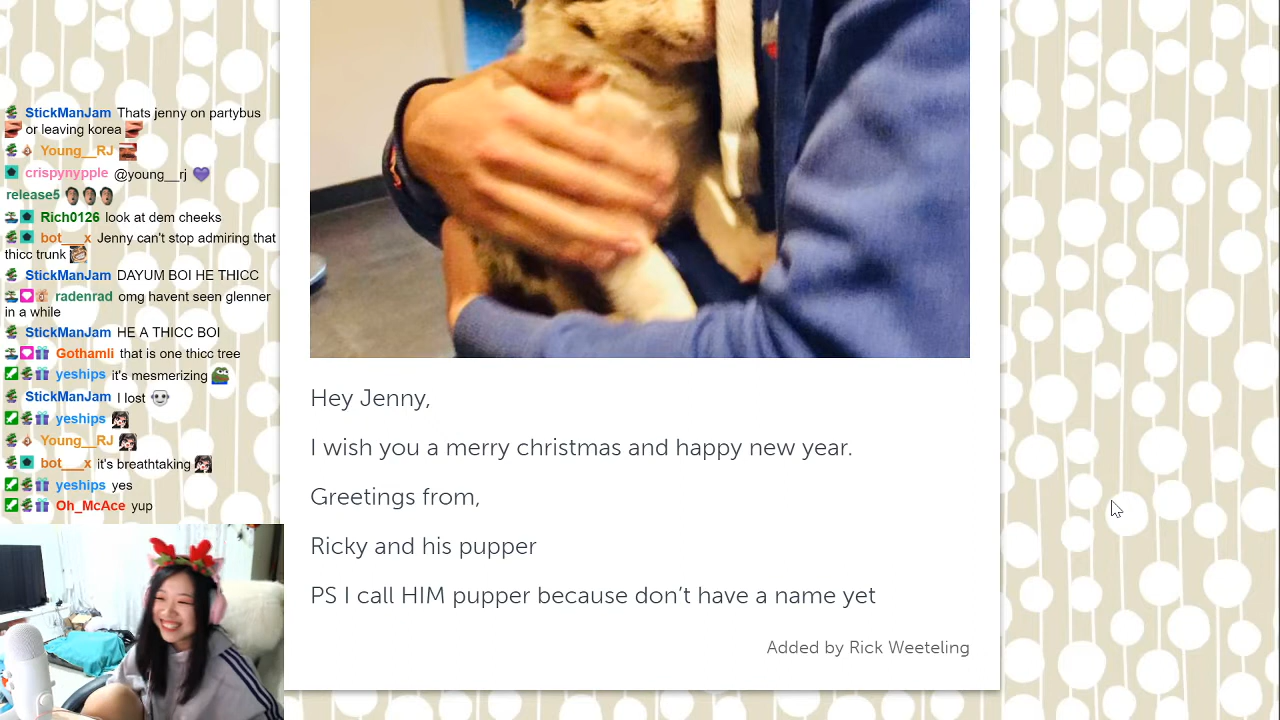 StickManJam Thats jenny on partybus
or leaving korea
Young__RJ
crispynypple @young__rj
release5
Rich0126 look at dem cheeks
bot___x Jenny can't stop admiring that
thicc trunk
StickManJam DAYUM BOI HE THICC
radenrad omg havent seen glenner
in a while
StickManJam HE A THICC BOI
Gothamli that is one thicc tree
yeships it's mesmerizing
StickManJam I lost
yeships
Young__RJ
bot___x it's breathtaking
yeships yes
Oh_McAce yup
Hey Jenny,
I wish you a merry christmas and happy new year.
Greetings from,
Ricky and his pupper
PS I call HIM pupper because don’t have a name yet
Added by Rick Weeteling